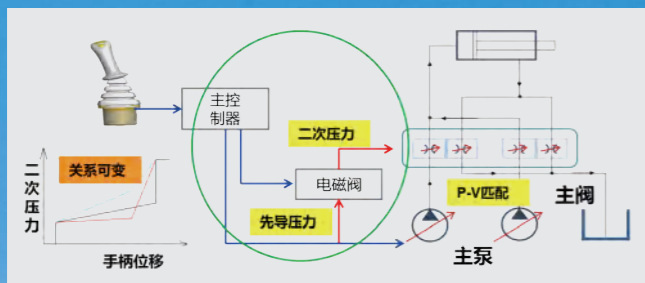 主控
制器
二次压力
二次压力
关系可变
电磁阀
P-V匹配
主阀
先导压力
主泵
手柄位移